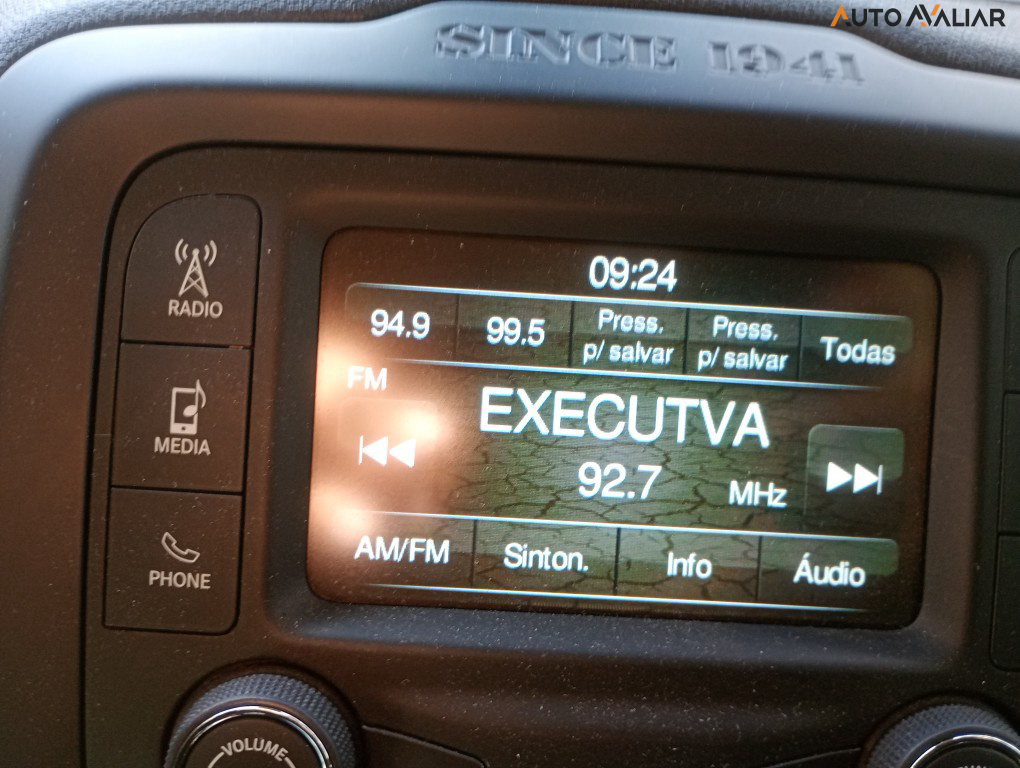 AUTO AVALIAR
SINCE 1941
RADIO
MEDIA
PHONE
09:24
94.9
99.5
Press.
p/ salvar
Press.
p/ salvar
Todas
FM
EXECUTVA
92.7 MHz
AM/FM
Sinton.
Info
Áudio
VOLUME